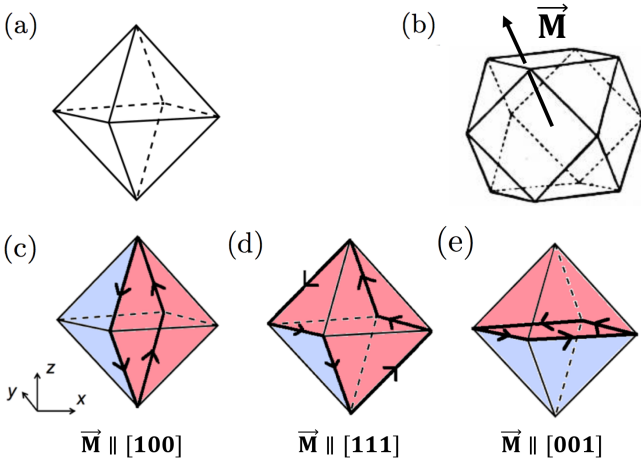 (a)
(b)
M
(c)
(d)
(e)
z
y
x
M ∥ [100]
M ∥ [111]
M ∥ [001]